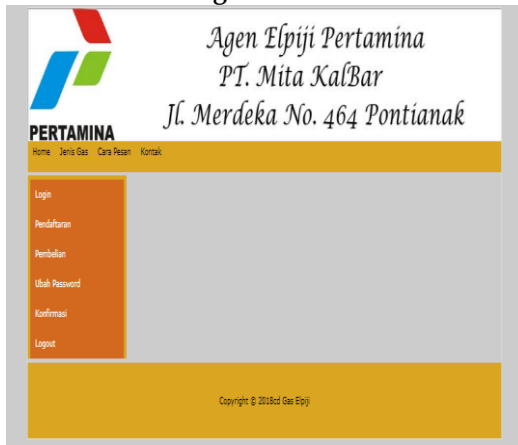 Agen Elpiji Pertamina
PT. Mita KalBar
Jl. Merdeka No. 464 Pontianak
PERTAMINA
Home Jenis Gas Cara Pesan Kontak
Login
Pendaftaran
Pembelian
Ubah Password
Konfirmasi
Logout
Copyright @ 2018cd Gas Elpiji